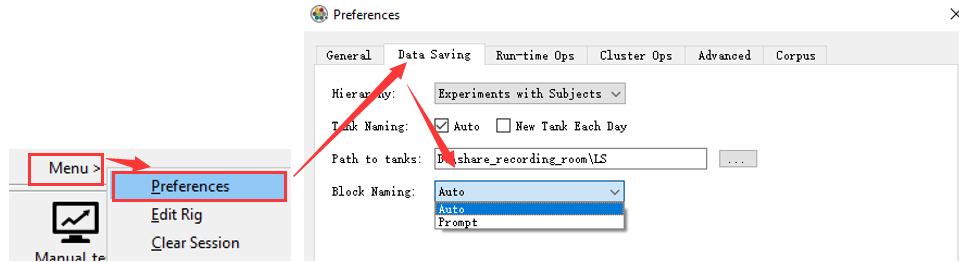 Menu >
Preferences
Edit Rig
Clear Session
Manual te
Preferences
General Data Saving Run-time Ops Cluster Ops Advanced Corpus
Hierarchy: Experiments with Subjects
Tank Naming: Auto New Tank Each Day
Path to tanks: D:\share_recording_room\LS ...
Block Naming: Auto
Auto
Prompt